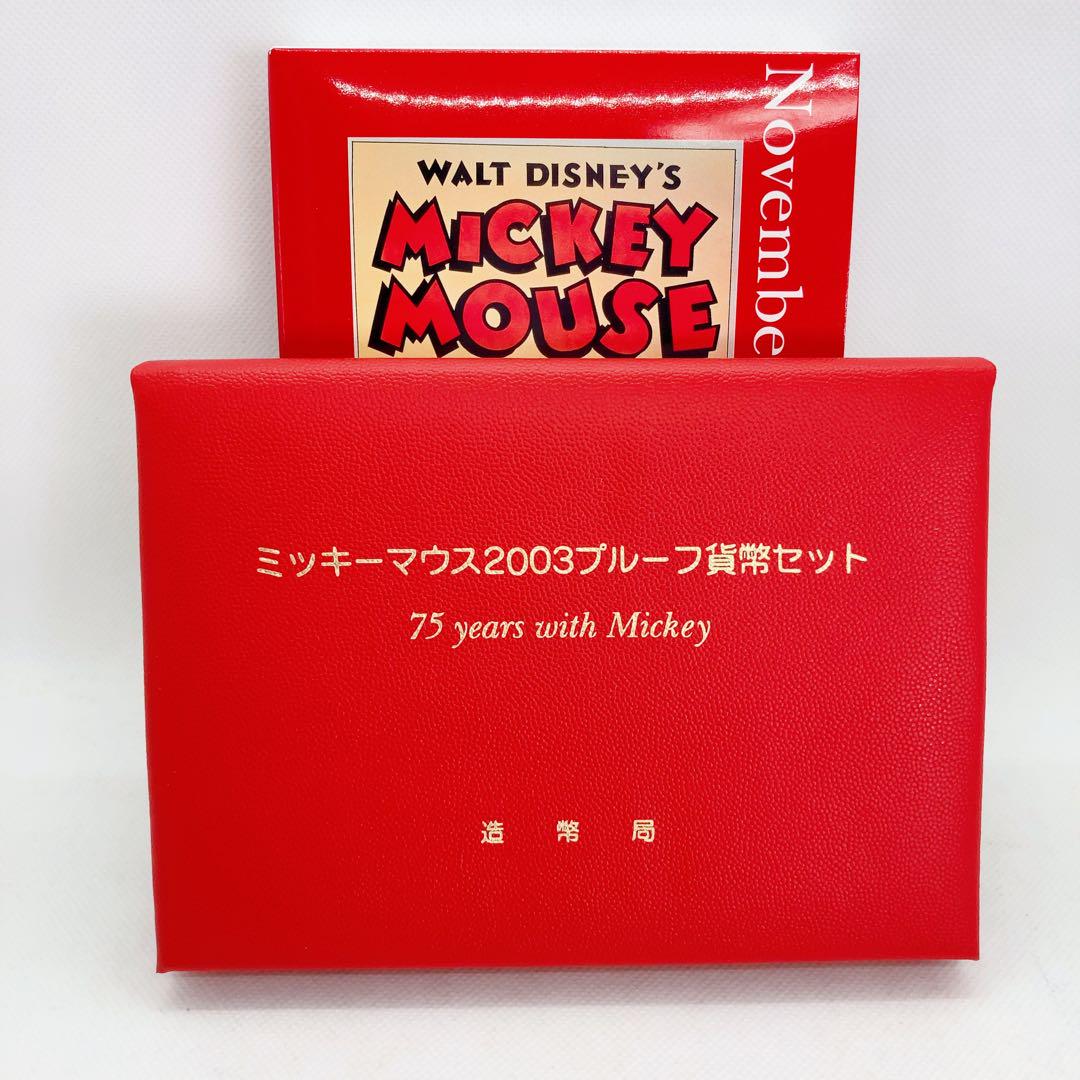 WALT DISNEY'S
MICKEY
MOUSE
Novembe
ミッキーマウス2003プルーフ貨幣セット
75 years with Mickey
造幣局